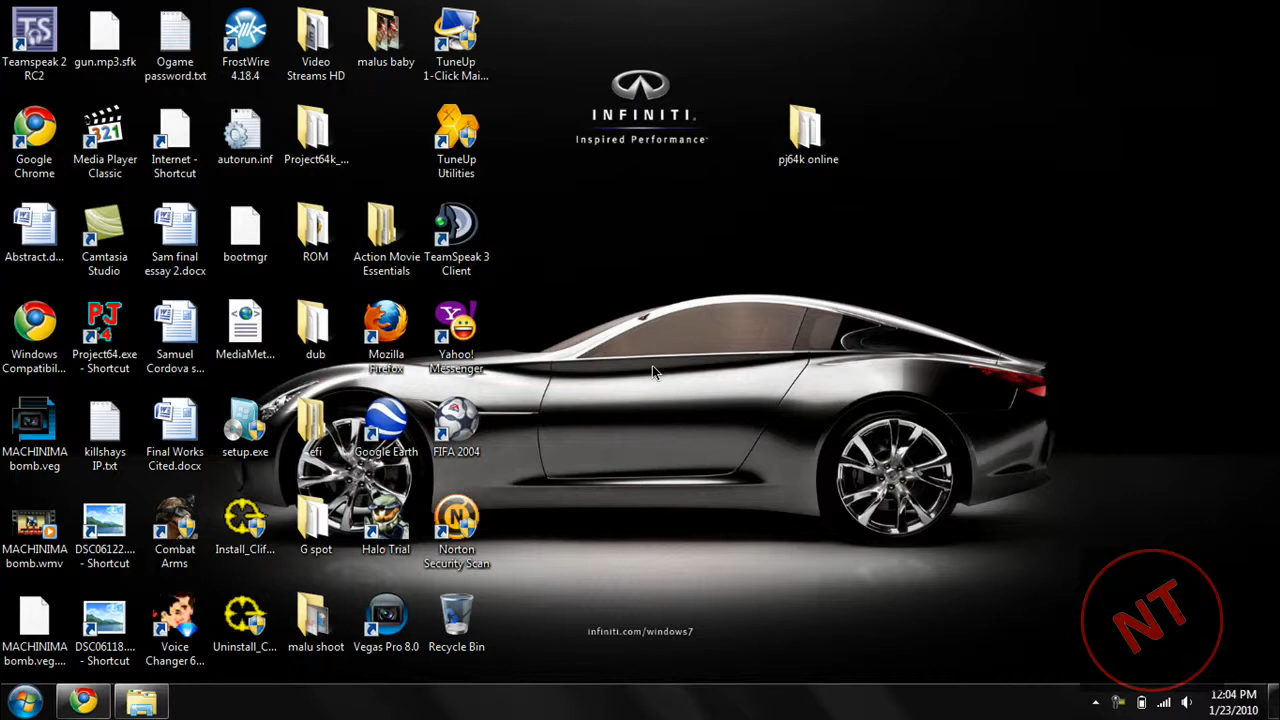 Teamspeak 2
RC2
gun.mp3.sfk
Ogame
password.txt
FrostWire
4.18.4
Video
Streams HD
malus baby
TuneUp
1-Click Mai...
Google
Chrome
Media Player
Classic
Internet -
Shortcut
autorun.inf
Project64k_...
TuneUp
Utilities
INFINITI
Inspired Performance™
pj64k online
Abstract.d...
Camtasia
Studio
Sam final
essay 2.docx
bootmgr
ROM
Action Movie
Essentials
TeamSpeak 3
Client
Windows
Compatibil...
Project64.exe
- Shortcut
Samuel
Cordova s...
MediaMet...
dub
Mozilla
Firefox
Yahoo!
Messenger
MACHINIMA
bomb.veg
killshays
IP.txt
Final Works
Cited.docx
setup.exe
efi
Google Earth
FIFA 2004
MACHINIMA
bomb.wmv
DSC06122....
- Shortcut
Combat
Arms
Install_Clif...
G spot
Halo Trial
Norton
Security Scan
MACHINIMA
bomb.veg....
DSC06118....
- Shortcut
Voice
Changer 6...
Uninstall_C...
malu shoot
Vegas Pro 8.0
Recycle Bin
infiniti.com/windows7
NT
12:04 PM
1/23/2010